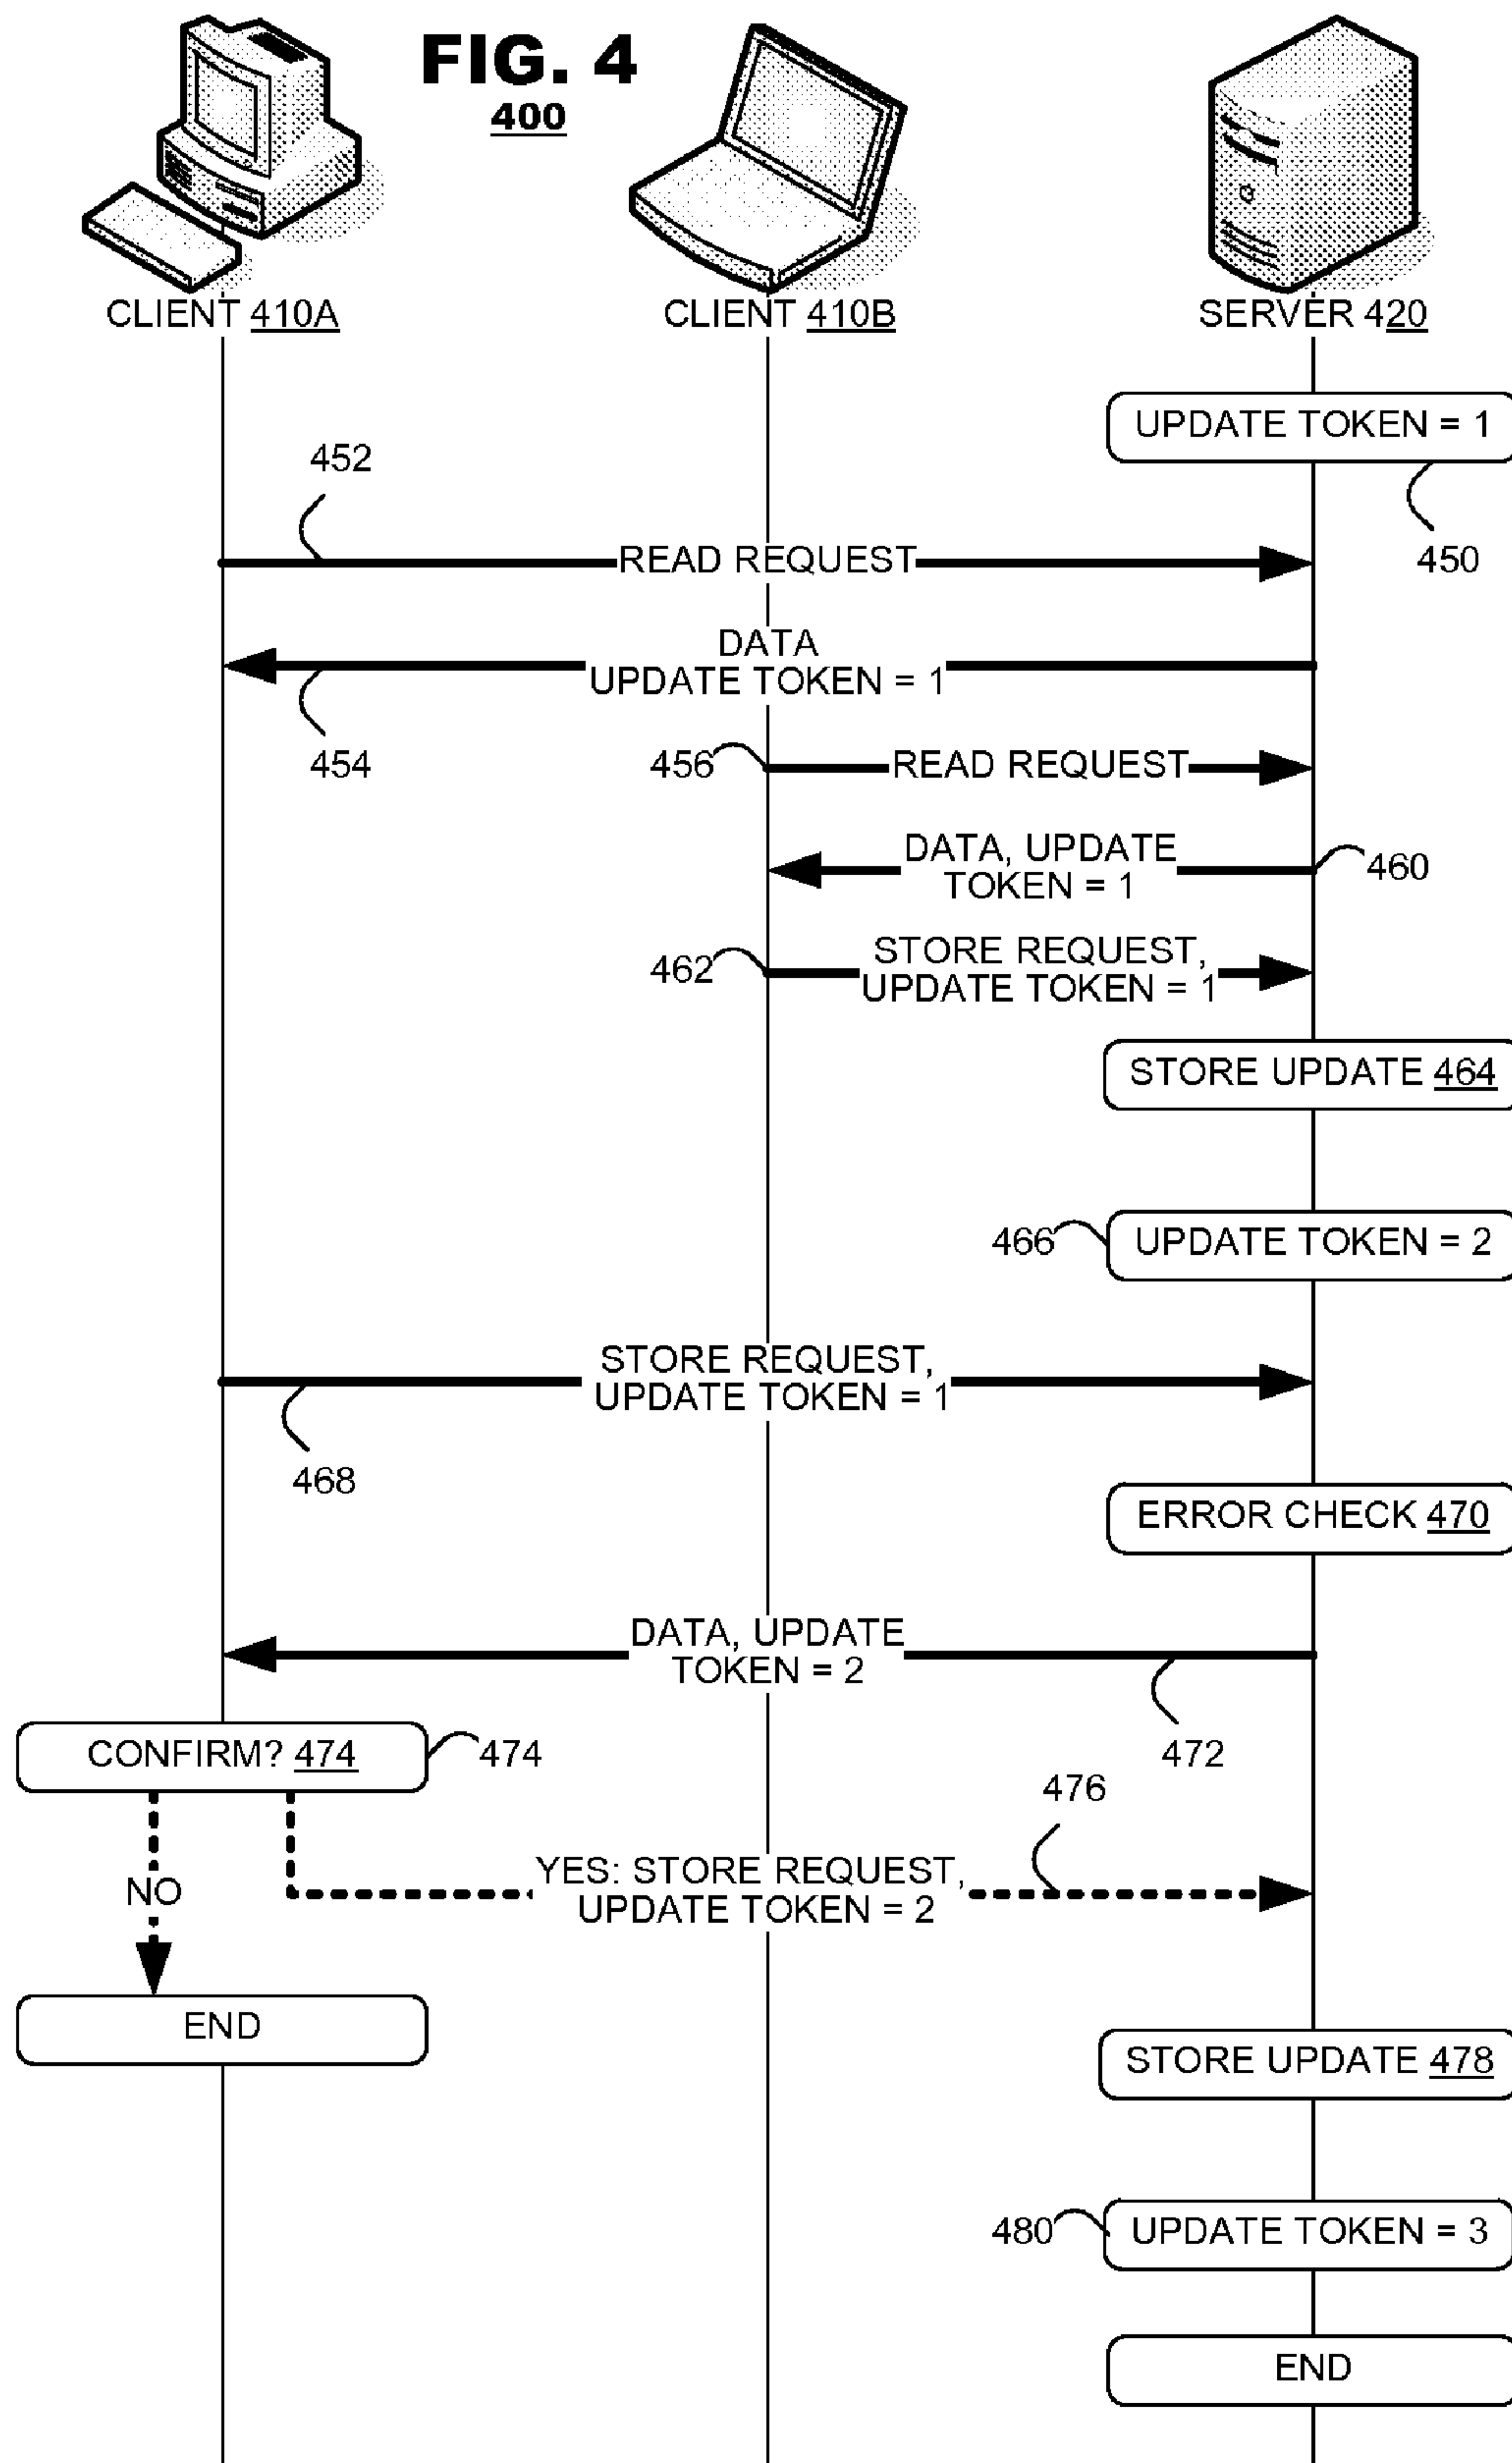 FIG. 4
400
CLIENT 410A
CLIENT 410B
SERVER 420
UPDATE TOKEN = 1
450
452
READ REQUEST
DATA
UPDATE TOKEN = 1
454
456
READ REQUEST
DATA, UPDATE
TOKEN = 1
460
462
STORE REQUEST,
UPDATE TOKEN = 1
STORE UPDATE 464
466
UPDATE TOKEN = 2
STORE REQUEST,
UPDATE TOKEN = 1
468
ERROR CHECK 470
DATA, UPDATE
TOKEN = 2
472
CONFIRM? 474
474
476
NO
YES: STORE REQUEST,
UPDATE TOKEN = 2
END
STORE UPDATE 478
480
UPDATE TOKEN = 3
END